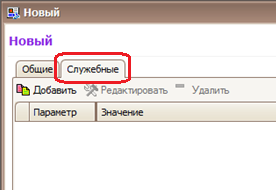 Новый
Новый
Общие Служебные
Добавить Редактировать Удалить
Параметр Значение